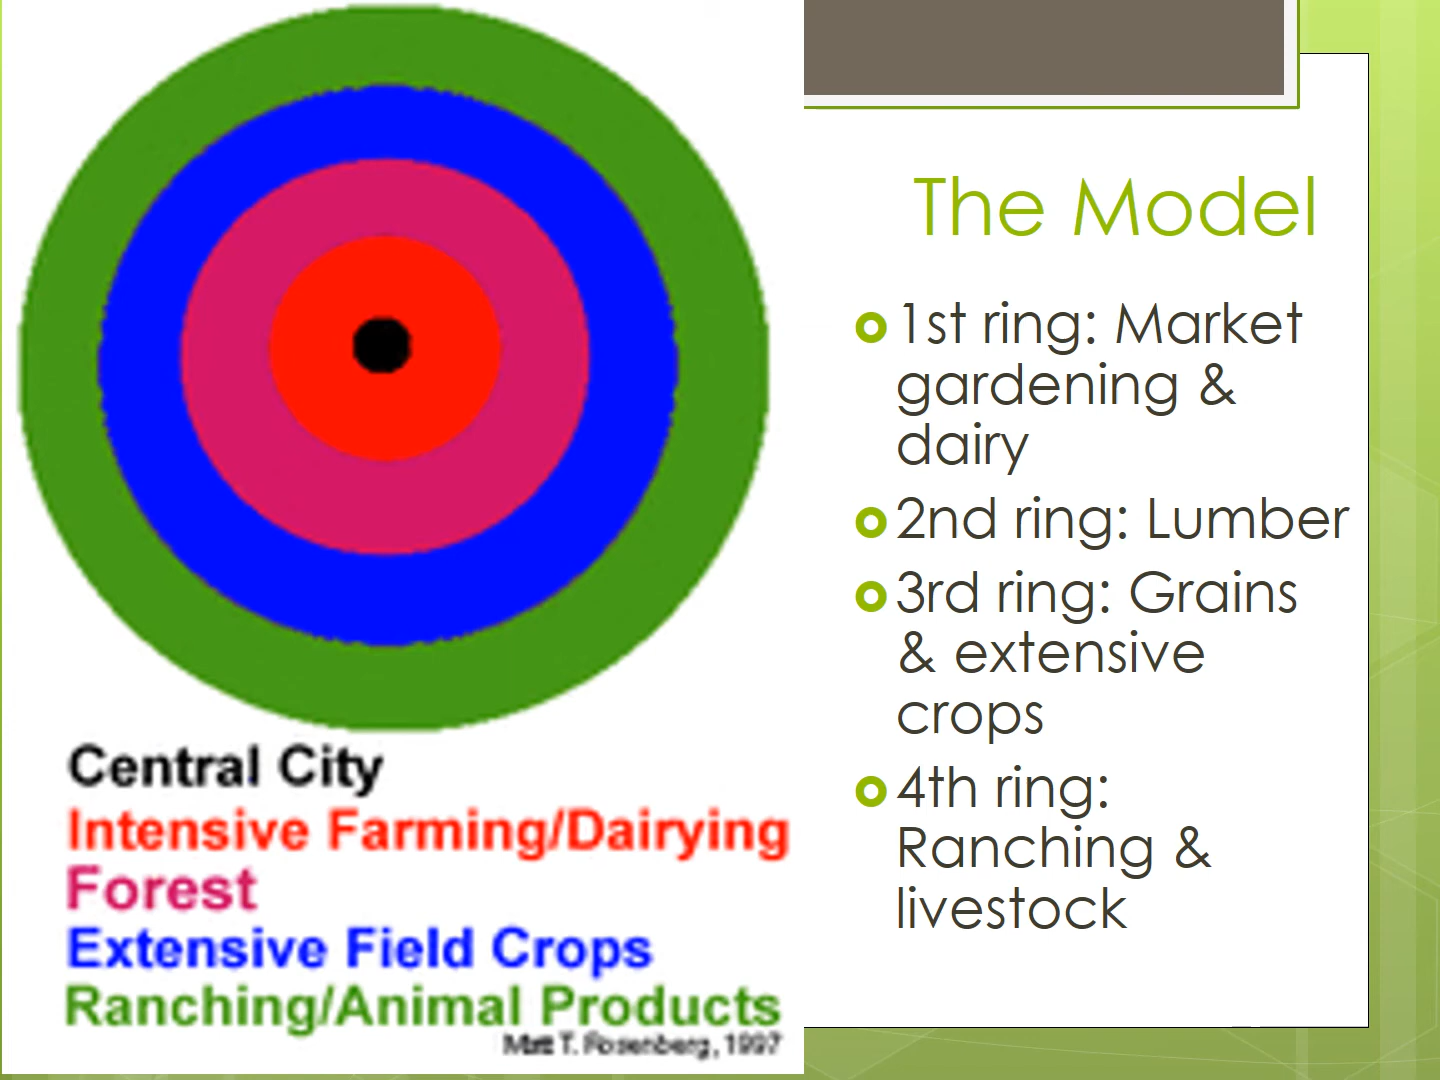 Central City
Intensive Farming/Dairying
Forest
Extensive Field Crops
Ranching/Animal Products
Matt T. Rosenberg, 1997
The Model
1st ring: Market
gardening &
dairy
2nd ring: Lumber
3rd ring: Grains
& extensive
crops
4th ring:
Ranching &
livestock